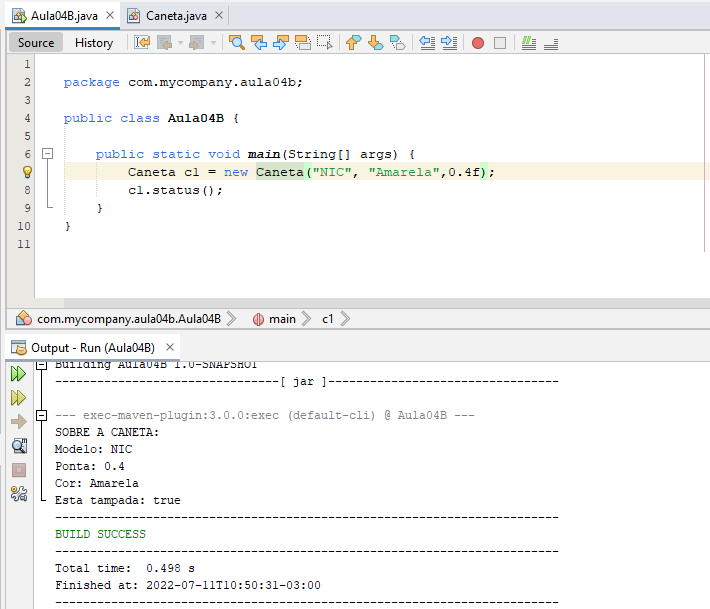 Aula04B.java
Caneta.java
Source History
1
2 package com.mycompany.aula04b;
3
4 public class Aula04B {
5
6 public static void main(String[] args) {
Caneta c1 = new Caneta("NIC", "Amarela",0.4f);
8 c1.status();
9 }
10 }
11
com.mycompany.aula04b.Aula04B main c1
Output - Run (Aula04B)
Building Aula04B 1.0-SNAPSHOT
--------------------------------[ jar ]---------------------------------
--- exec-maven-plugin:3.0.0:exec (default-cli) @ Aula04B ---
SOBRE A CANETA:
Modelo: NIC
Ponta: 0.4
Cor: Amarela
Esta tampada: true
------------------------------------------------------------------------
BUILD SUCCESS
------------------------------------------------------------------------
Total time:  0.498 s
Finished at: 2022-07-11T10:50:31-03:00
------------------------------------------------------------------------